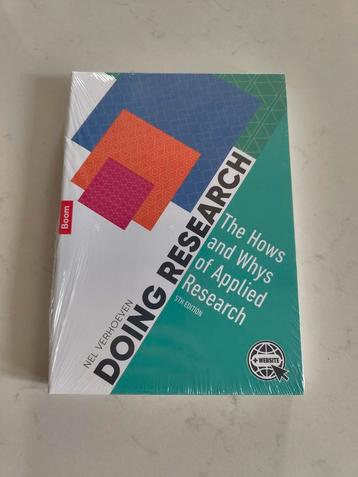 Boom
NEL VERHOEVEN
DOING RESEARCH
The Hows
and Whys
of Applied
Research
5TH EDITION
+ WEBSITE